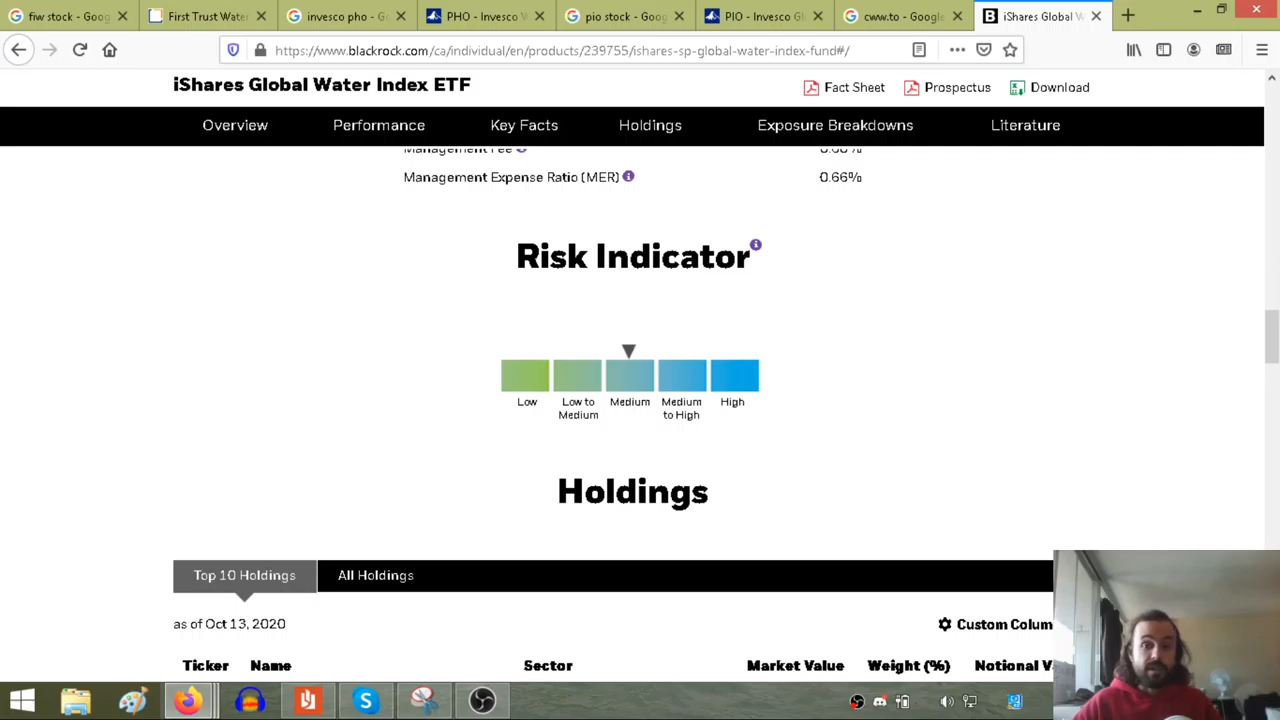 fiw stock - Goog
First Trust Water
invesco pho - G
PHO - Invesco W
pio stock - Goog
PIO - Invesco Gl
cww.to - Google
iShares Global W
https://www.blackrock.com/ca/individual/en/products/239755/ishares-sp-global-water-index-fund#/
iShares Global Water Index ETF
Fact Sheet Prospectus Download
Overview Performance Key Facts Holdings Exposure Breakdowns Literature
Management Fee
Management Expense Ratio (MER) 0.66%
Risk Indicator
Low Low to Medium Medium Medium to High High
Holdings
Top 10 Holdings All Holdings
as of Oct 13, 2020 Custom Colum
Ticker Name Sector Market Value Weight (%) Notional V